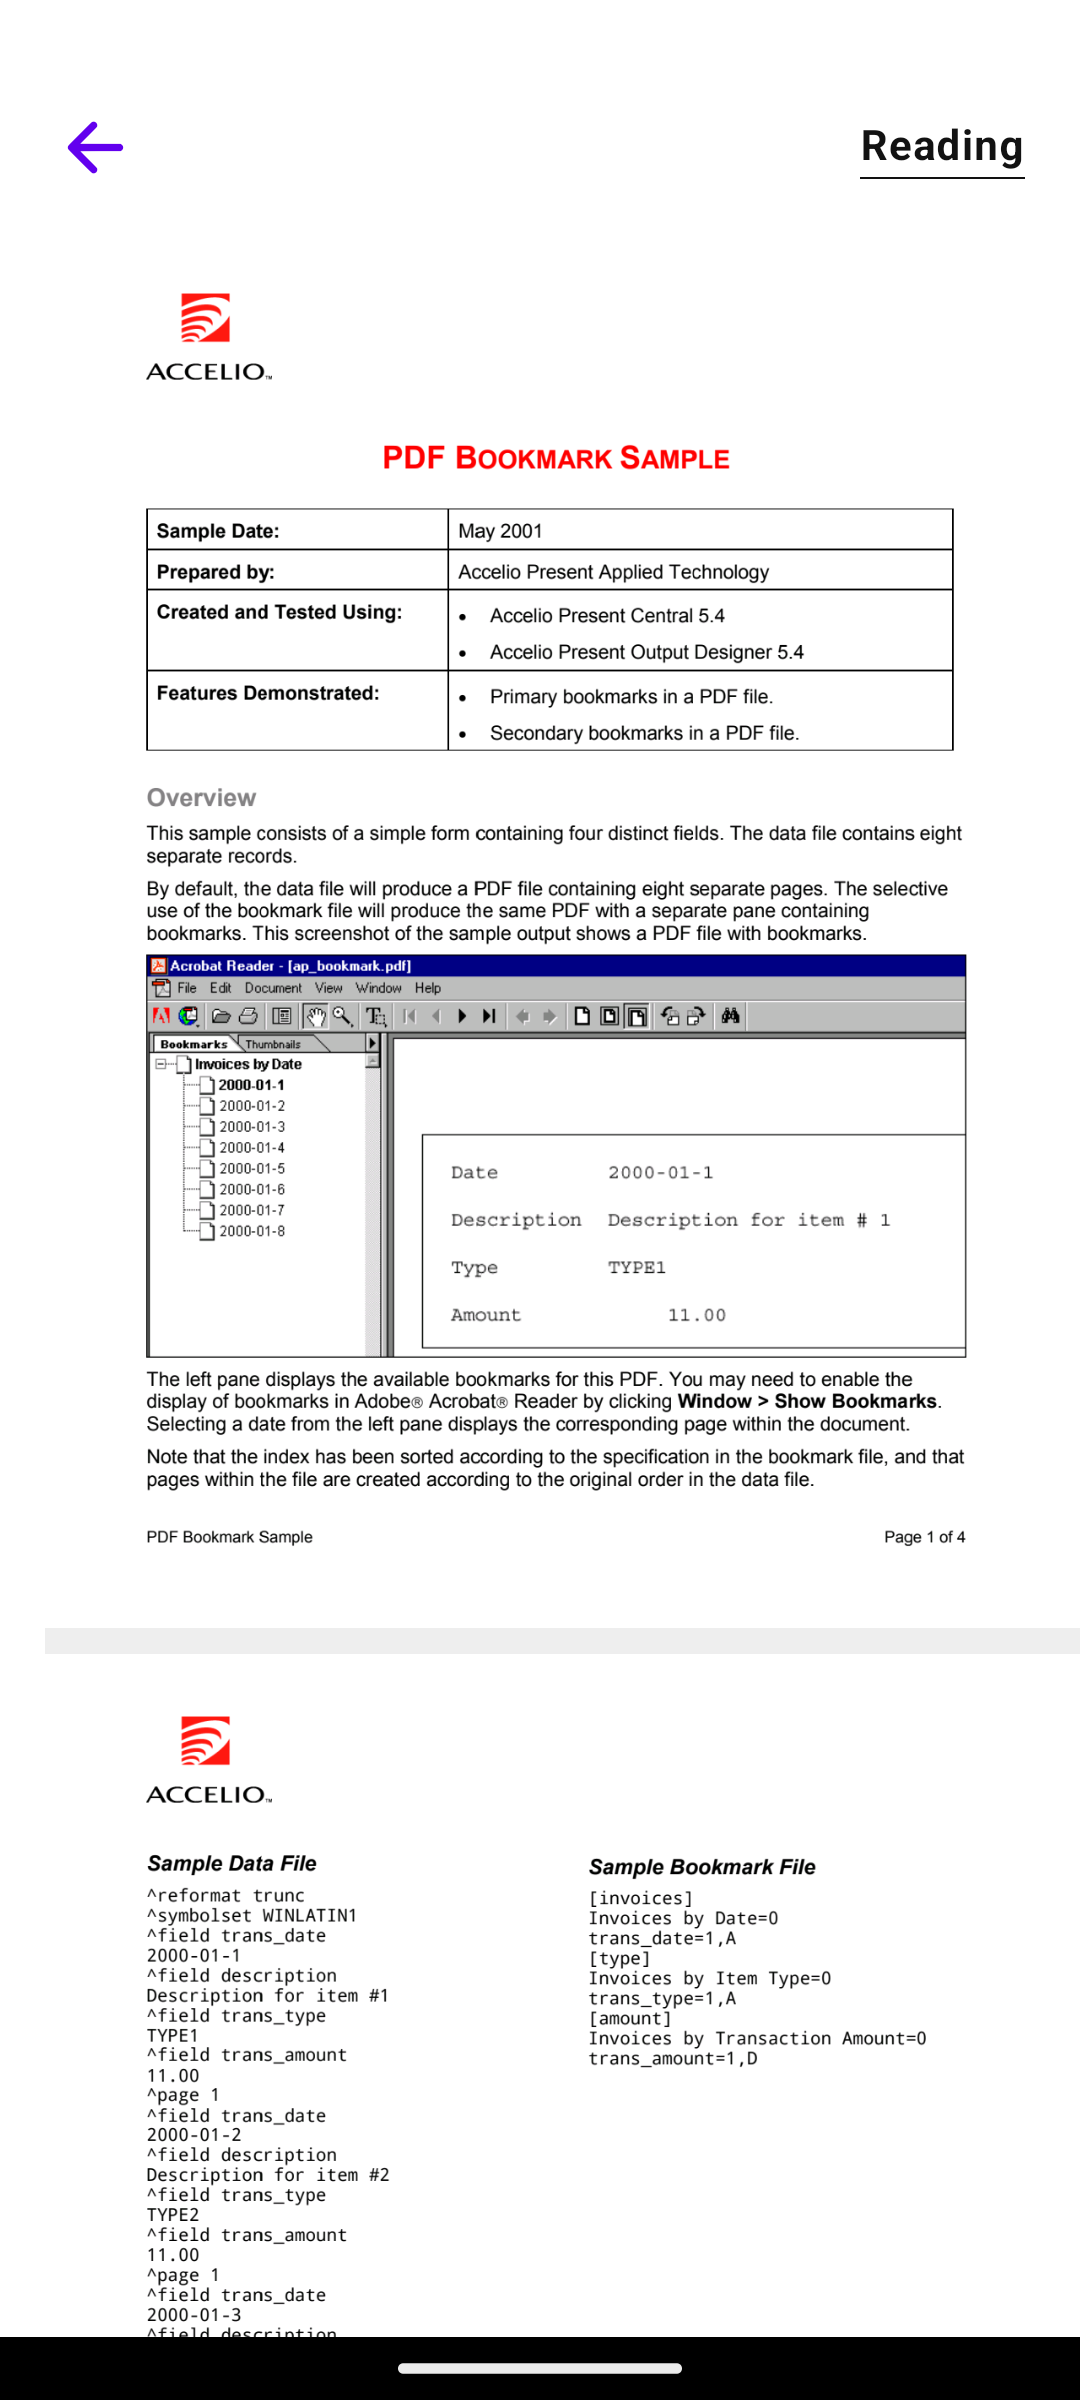 Reading
ACCELIO™
PDF BOOKMARK SAMPLE
Sample Date: May 2001
Prepared by: Accelio Present Applied Technology
Created and Tested Using: • Accelio Present Central 5.4
• Accelio Present Output Designer 5.4
Features Demonstrated: • Primary bookmarks in a PDF file.
• Secondary bookmarks in a PDF file.
Overview
This sample consists of a simple form containing four distinct fields. The data file contains eight
separate records.
By default, the data file will produce a PDF file containing eight separate pages. The selective
use of the bookmark file will produce the same PDF with a separate pane containing
bookmarks. This screenshot of the sample output shows a PDF file with bookmarks.
Acrobat Reader - [ap_bookmark.pdf]
File Edit Document View Window Help
Bookmarks Thumbnails
Invoices by Date
2000-01-1
2000-01-2
2000-01-3
2000-01-4
2000-01-5
2000-01-6
2000-01-7
2000-01-8
Date 2000-01-1
Description Description for item # 1
Type TYPE1
Amount 11.00
The left pane displays the available bookmarks for this PDF. You may need to enable the
display of bookmarks in Adobe® Acrobat® Reader by clicking Window > Show Bookmarks.
Selecting a date from the left pane displays the corresponding page within the document.
Note that the index has been sorted according to the specification in the bookmark file, and that
pages within the file are created according to the original order in the data file.
PDF Bookmark Sample Page 1 of 4
ACCELIO™
Sample Data File
^reformat trunc
^symbolset WINLATIN1
^field trans_date
2000-01-1
^field description
Description for item #1
^field trans_type
TYPE1
^field trans_amount
11.00
^page 1
^field trans_date
2000-01-2
^field description
Description for item #2
^field trans_type
TYPE2
^field trans_amount
11.00
^page 1
^field trans_date
2000-01-3
^field description
Sample Bookmark File
[invoices]
Invoices by Date=0
trans_date=1,A
[type]
Invoices by Item Type=0
trans_type=1,A
[amount]
Invoices by Transaction Amount=0
trans_amount=1,D